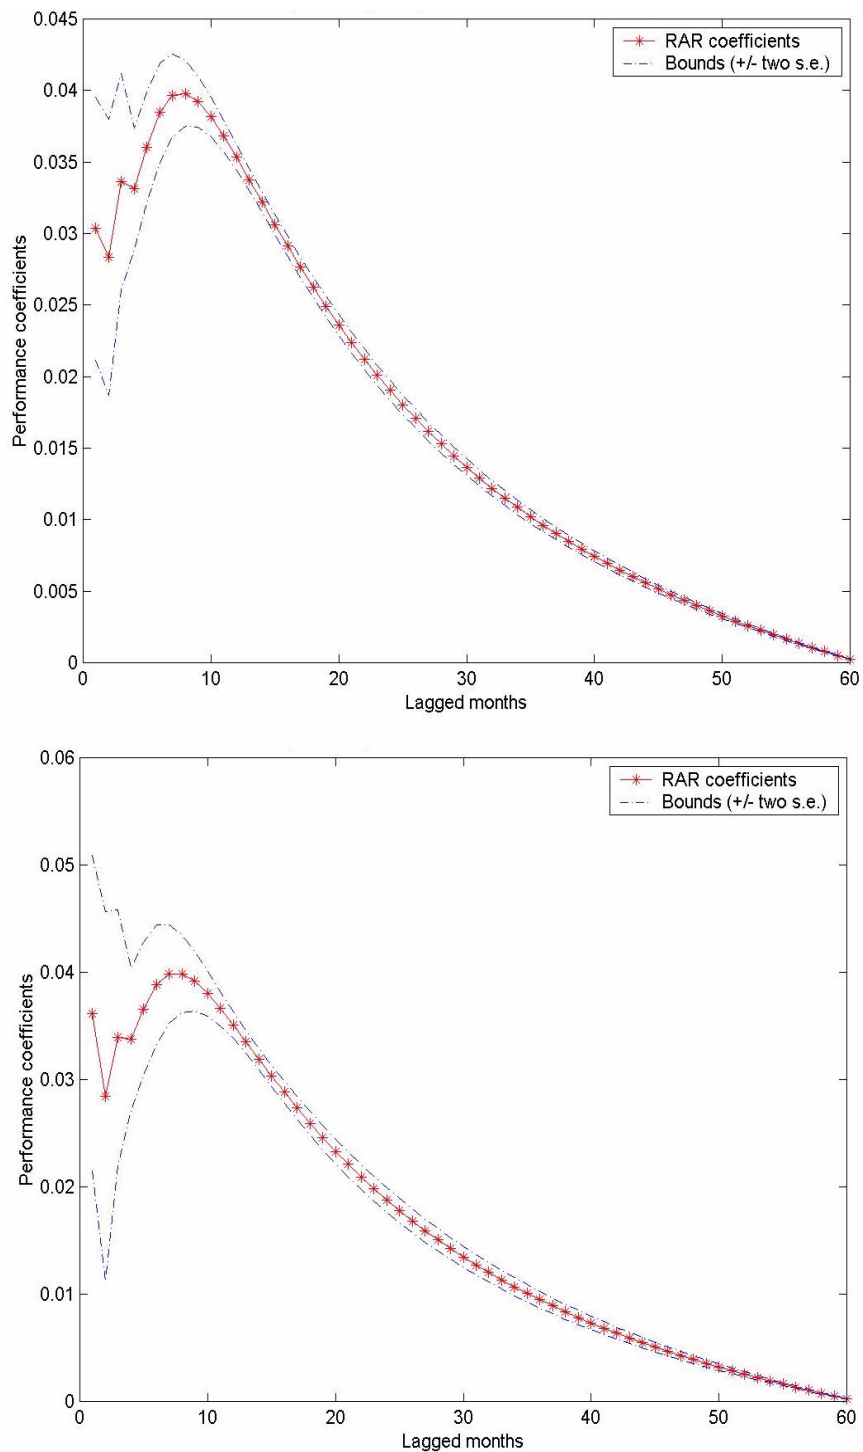 0.045
0.04
0.035
0.03
0.025
0.02
0.015
0.01
0.005
0
Performance coefficients
RAR coefficients
Bounds (+/- two s.e.)
0 10 20 30 40 50 60
Lagged months
0.06
0.05
0.04
0.03
0.02
0.01
0
Performance coefficients
RAR coefficients
Bounds (+/- two s.e.)
0 10 20 30 40 50 60
Lagged months